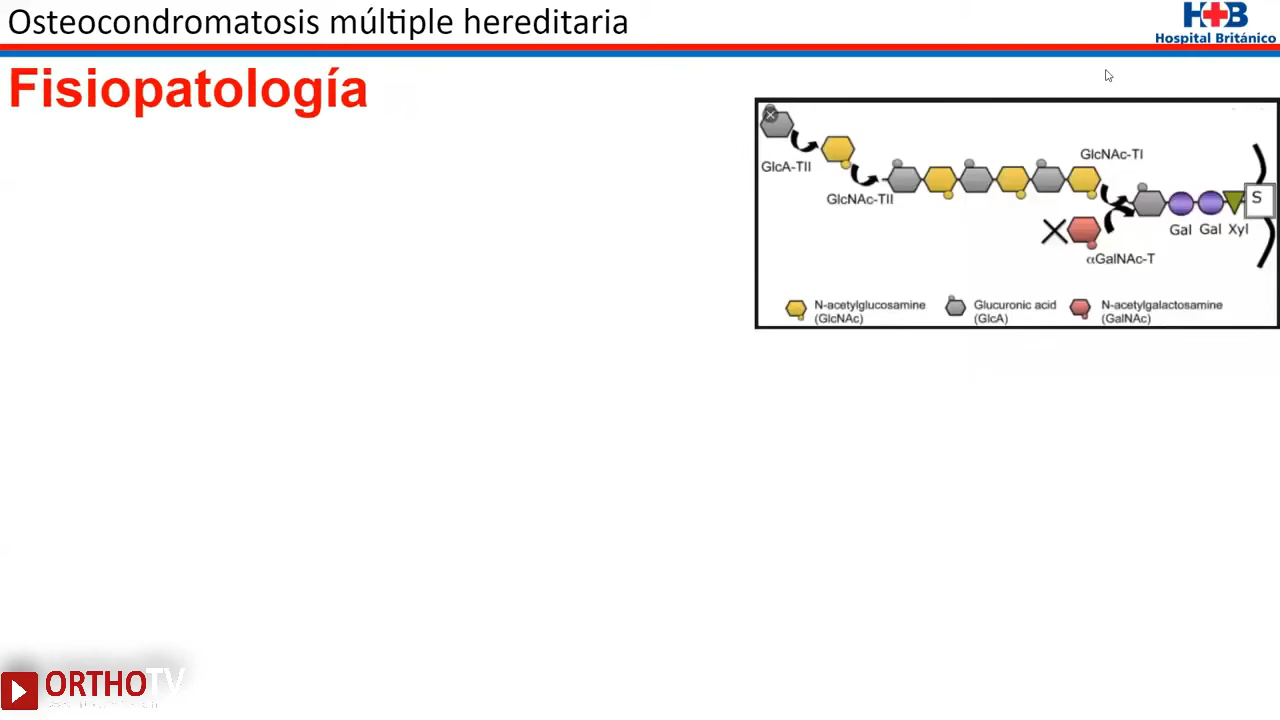 Osteocondromatosis múltiple hereditaria
HB
Hospital Británico
Fisiopatología
GlcA-TII
GlcNAc-TII
GlcNAc-TI
S
Gal Gal Xyl
αGalNAc-T
N-acetylglucosamine
(GlcNAc)
Glucuronic acid
(GlcA)
N-acetylgalactosamine
(GalNAc)
ORTHOTV